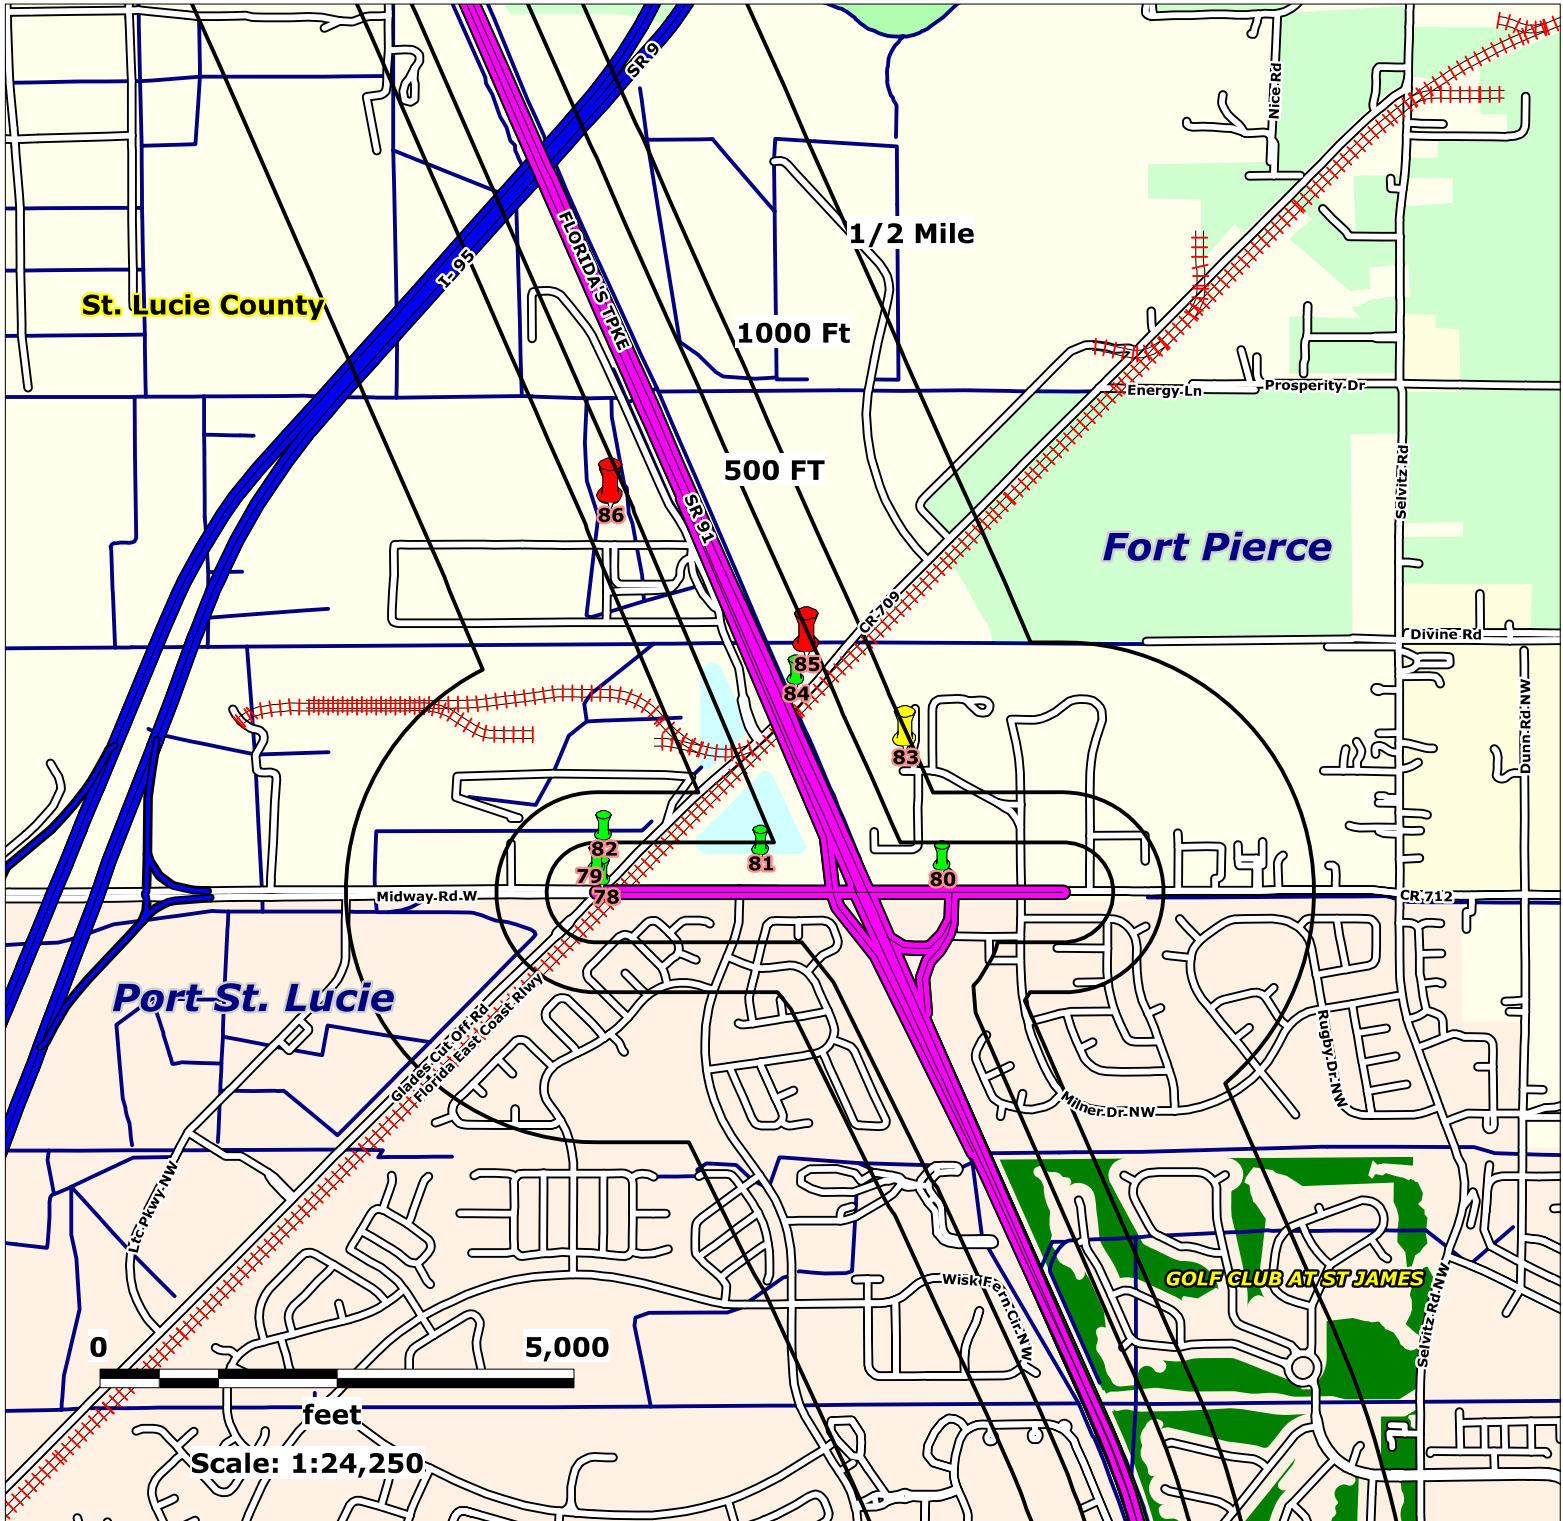 SR 9
Nice Rd
FLORIDA'S TPKE
1/2 Mile
I-95
St. Lucie County
1000 Ft
Energy Ln
Prosperity Dr
500 FT
Selvitz Rd
86
SR 91
Fort Pierce
CR 709
Divine Rd
85
84
Dunn Rd NW
83
82
81
79
80
78
Midway Rd W
CR 712
Port St. Lucie
Glades Cut Off Rd
Florida East Coast Rlwy
Rugby Dr NW
Milner Dr NW
Ltc Pkwy NW
GOLF CLUB AT ST JAMES
Wisk Fern Cir NW
Selvitz Rd NW
0 5,000
feet
Scale: 1:24,250